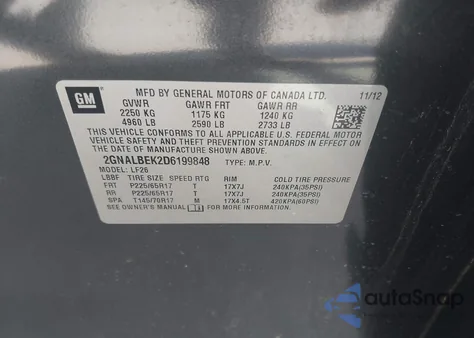 GM
MFD BY GENERAL MOTORS OF CANADA LTD. 11/12
GVWR GAWR FRT GAWR RR
2250 KG 1175 KG 1240 KG
4960 LB 2590 LB 2733 LB
THIS VEHICLE CONFORMS TO ALL APPLICABLE U.S. FEDERAL MOTOR
VEHICLE SAFETY STANDARDS IN EFFECT ON THE DATE OF
MANUFACTURE SHOWN ABOVE.
2GNALBEK2D6199848 TYPE: M.P.V.
MODEL: LF26
L88F TIRE SIZE SPEED RTG RIM COLD TIRE PRESSURE
FRT P225/65R17 T 17X7J 240KPA(35PSI)
RR P225/65R17 T 17X7J 240KPA(35PSI)
SPA T145/70R17 M 17X4.5T 420KPA(60PSI)
SEE OWNER'S MANUAL FOR MORE INFORMATION.
autoSnap